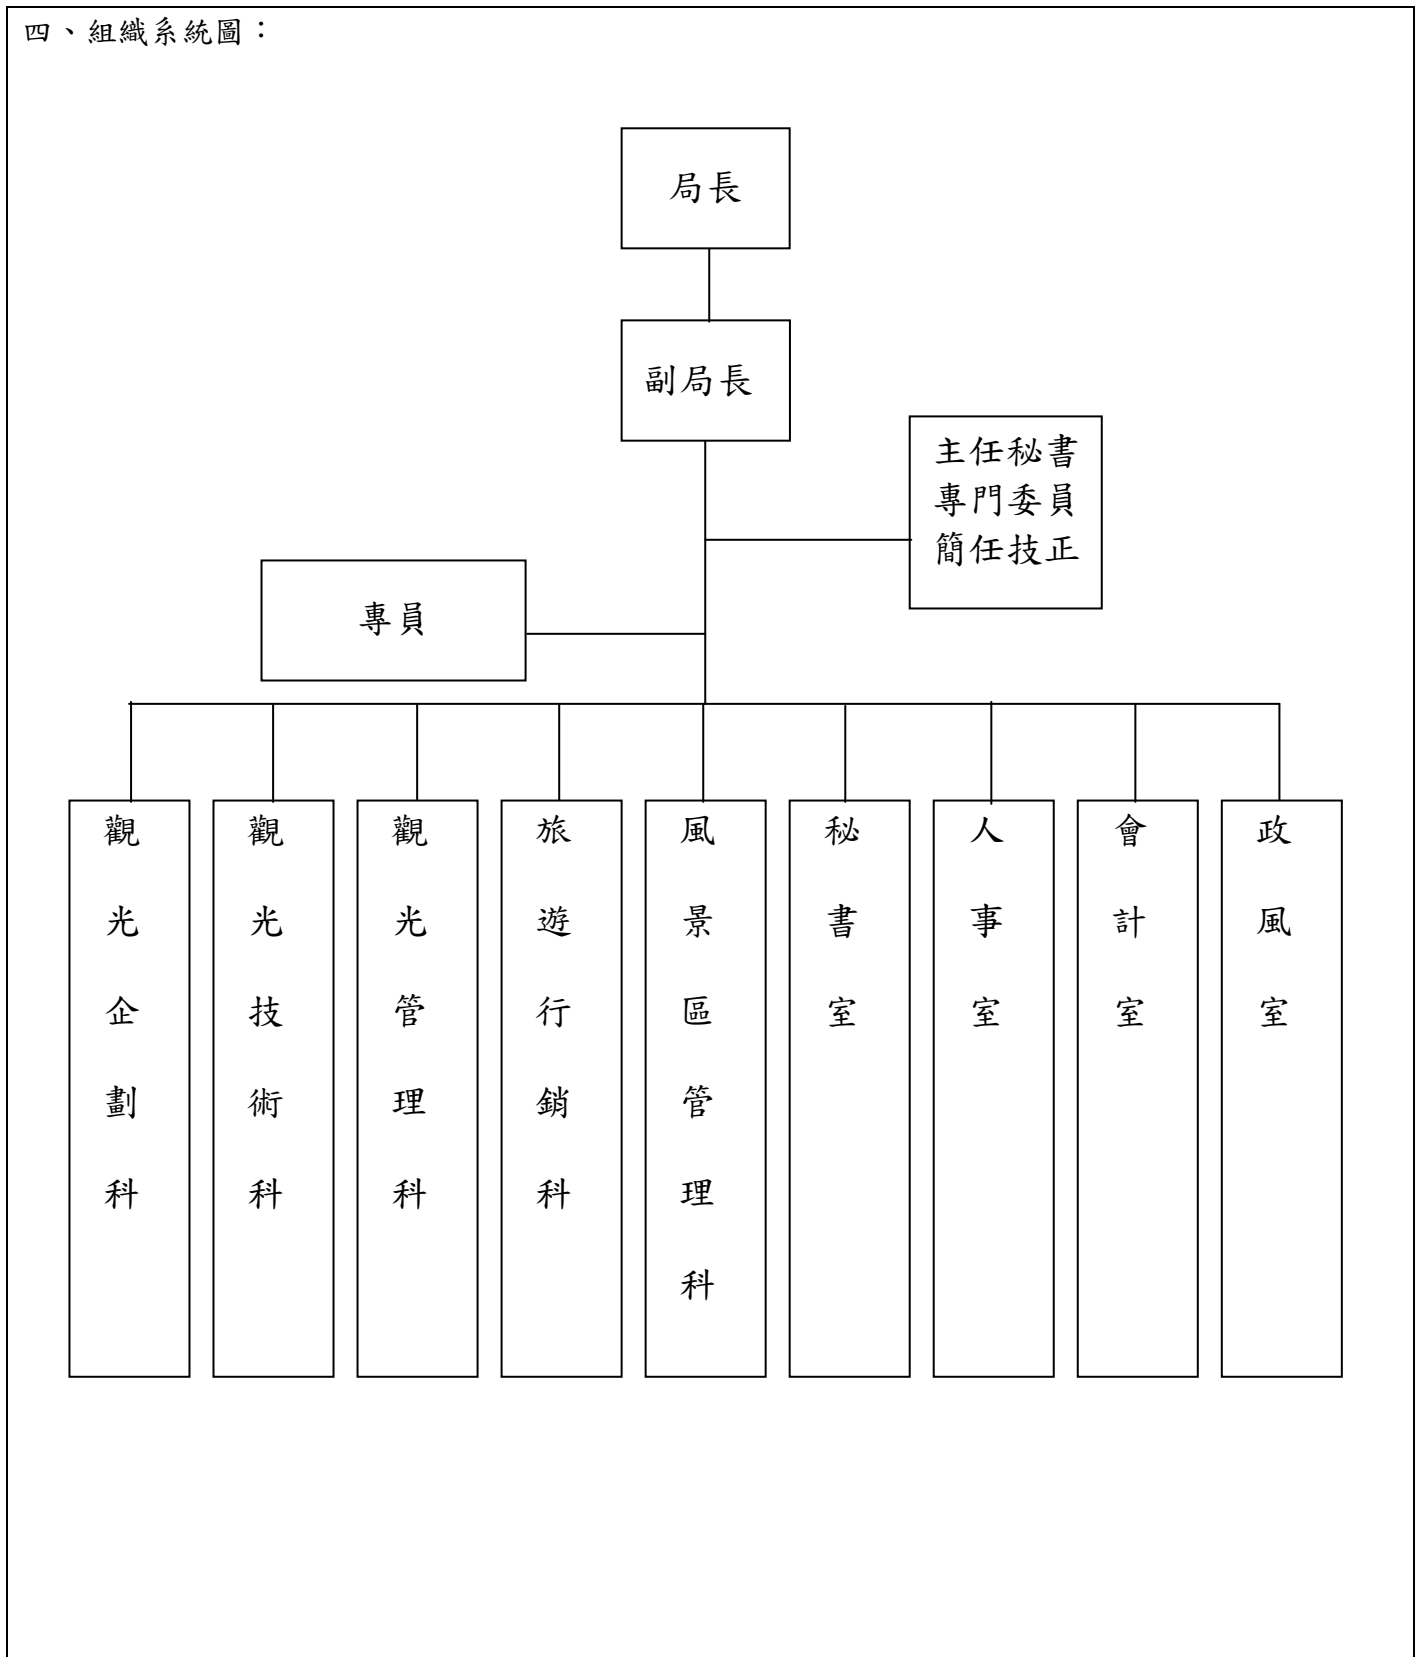 四、組織系統圖：
局長
副局長
主任秘書
專門委員
簡任技正
專員
觀光企劃科
觀光技術科
觀光管理科
旅遊行銷科
風景區管理科
秘書室
人事室
會計室
政風室